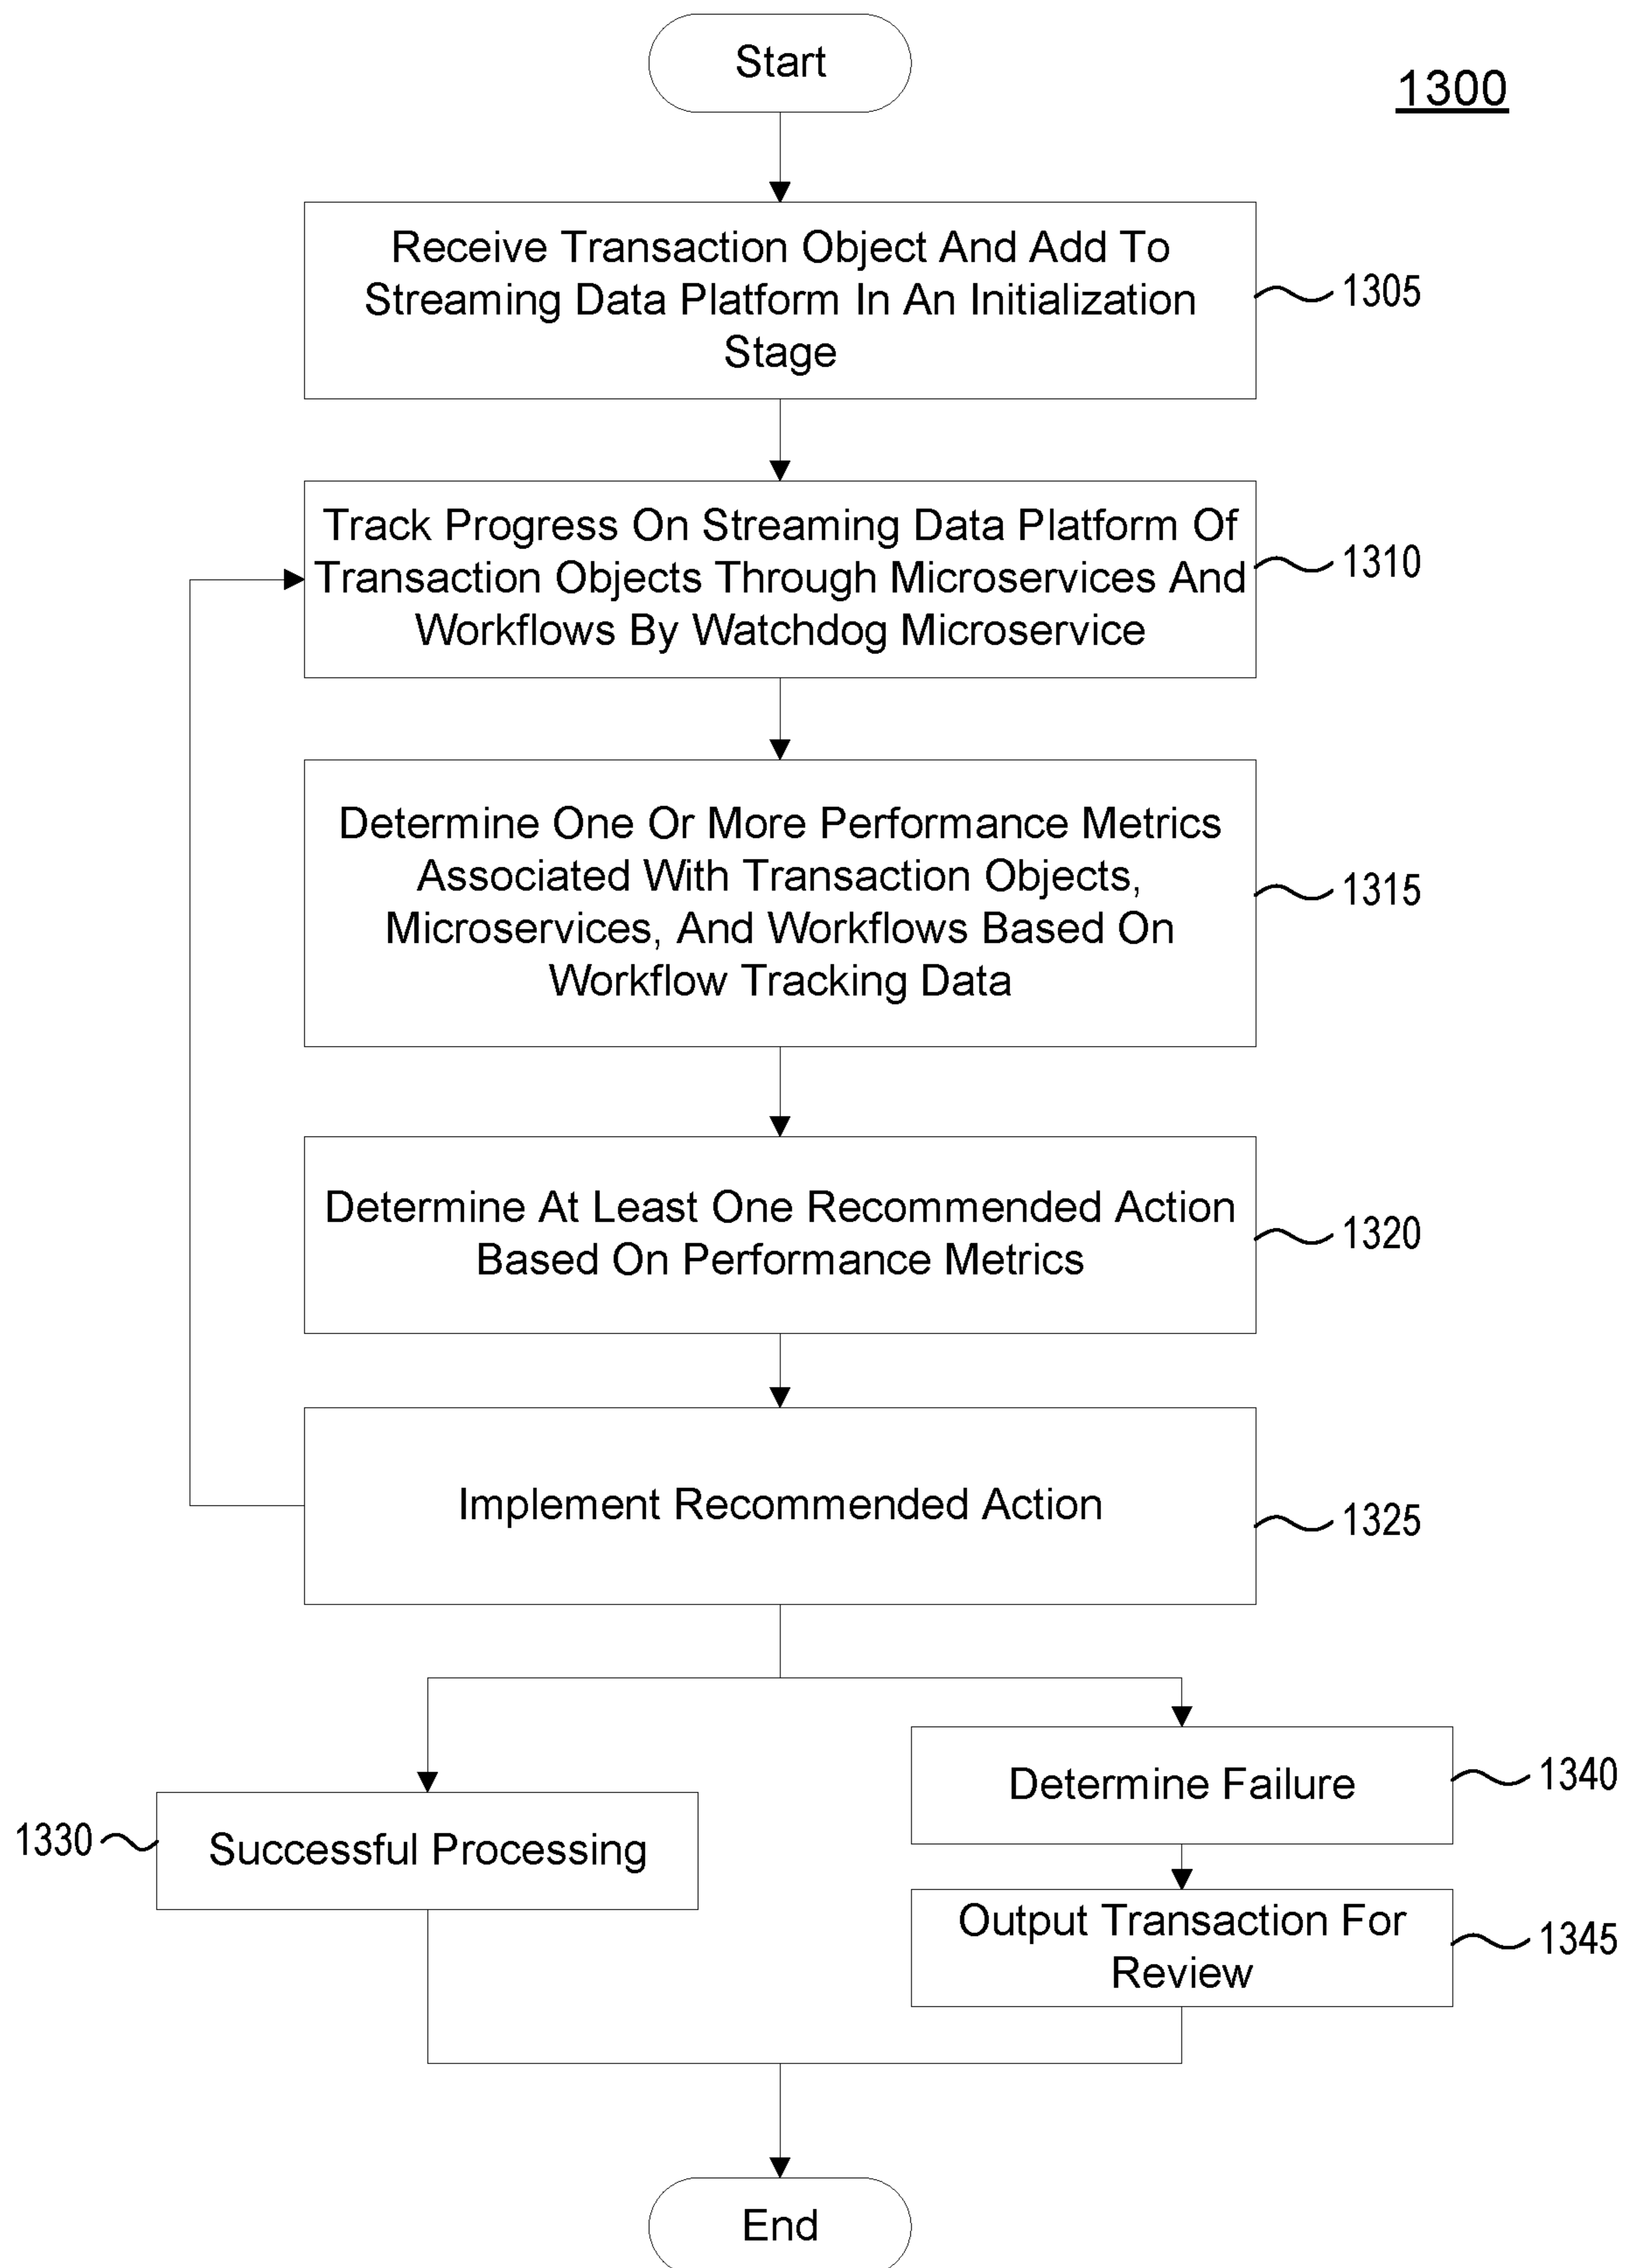 Start
1300
Receive Transaction Object And Add To
Streaming Data Platform In An Initialization
Stage
1305
Track Progress On Streaming Data Platform Of
Transaction Objects Through Microservices And
Workflows By Watchdog Microservice
1310
Determine One Or More Performance Metrics
Associated With Transaction Objects,
Microservices, And Workflows Based On
Workflow Tracking Data
1315
Determine At Least One Recommended Action
Based On Performance Metrics
1320
Implement Recommended Action
1325
Determine Failure
1340
1330
Successful Processing
Output Transaction For
Review
1345
End